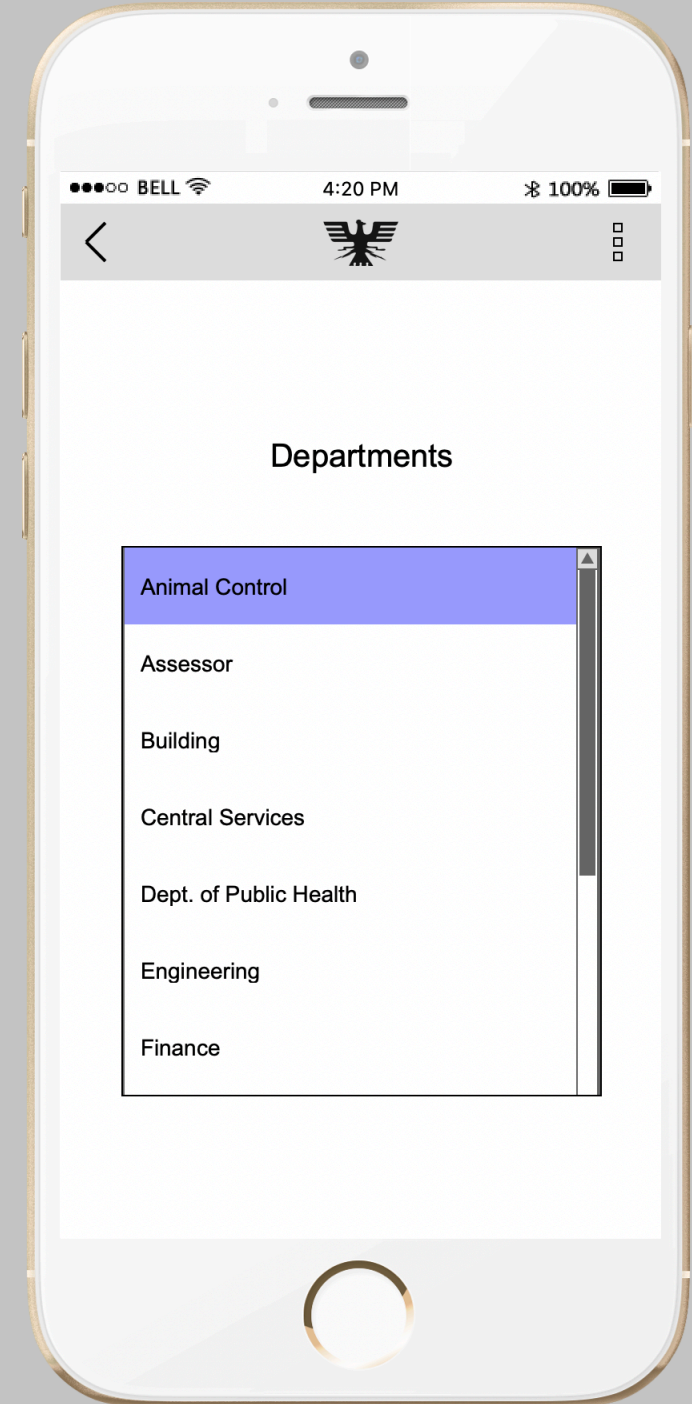 BELL 4:20 PM 100%
Departments
Animal Control
Assessor
Building
Central Services
Dept. of Public Health
Engineering
Finance